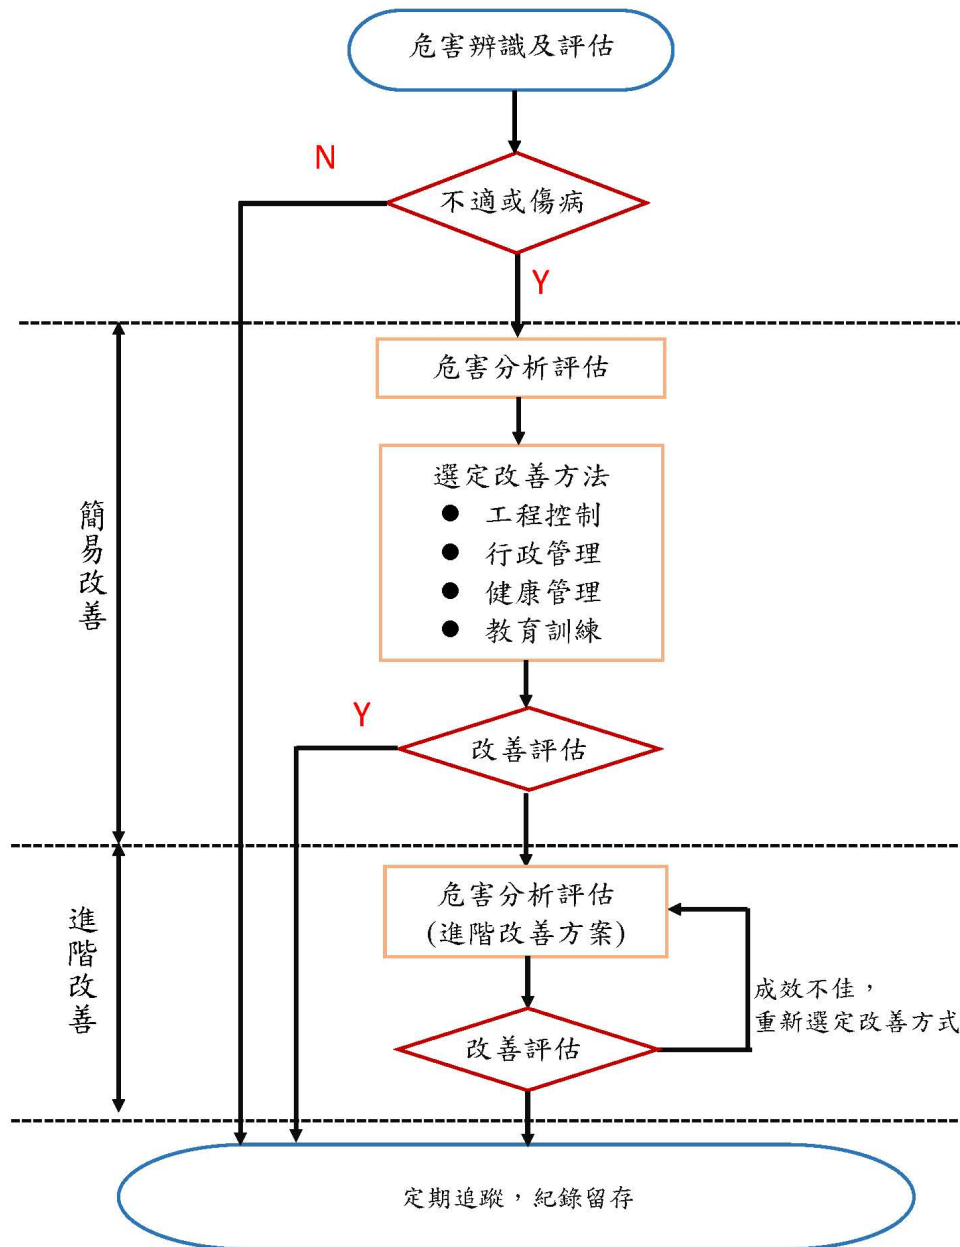 危害辨識及評估
N
不適或傷病
Y
危害分析評估
選定改善方法
● 工程控制
● 行政管理
● 健康管理
● 教育訓練
簡易改善
Y
改善評估
危害分析評估
(進階改善方案)
進階改善
成效不佳，
重新選定改善方式
改善評估
定期追蹤，紀錄留存